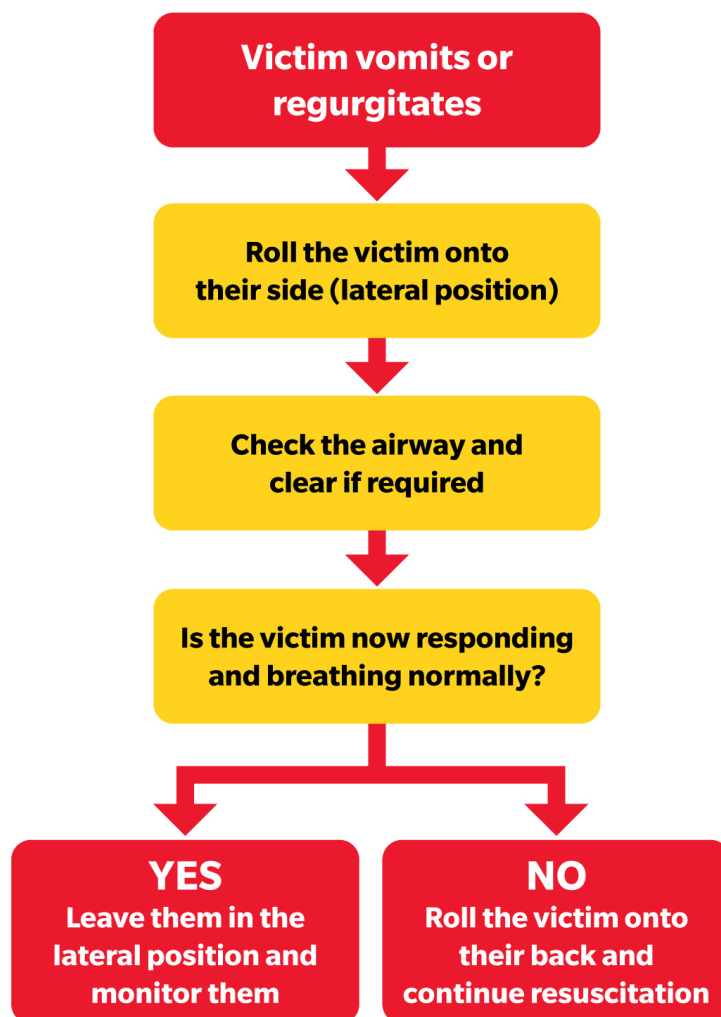 Victim vomits or
regurgitates
Roll the victim onto
their side (lateral position)
Check the airway and
clear if required
Is the victim now responding
and breathing normally?
YES
Leave them in the
lateral position and
monitor them
NO
Roll the victim onto
their back and
continue resuscitation